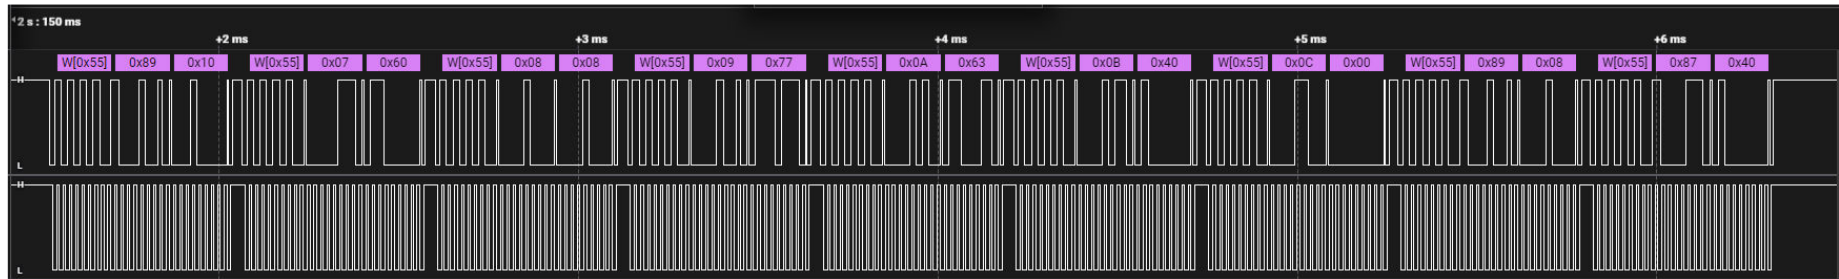 2 s : 150 ms
+2 ms +3 ms +4 ms +5 ms +6 ms
W[0x55] 0x89 0x10 W[0x55] 0x07 0x60 W[0x55] 0x08 0x08 W[0x55] 0x09 0x77 W[0x55] 0x0A 0x63 W[0x55] 0x0B 0x40 W[0x55] 0x0C 0x00 W[0x55] 0x89 0x08 W[0x55] 0x87 0x40
H
L
H
L